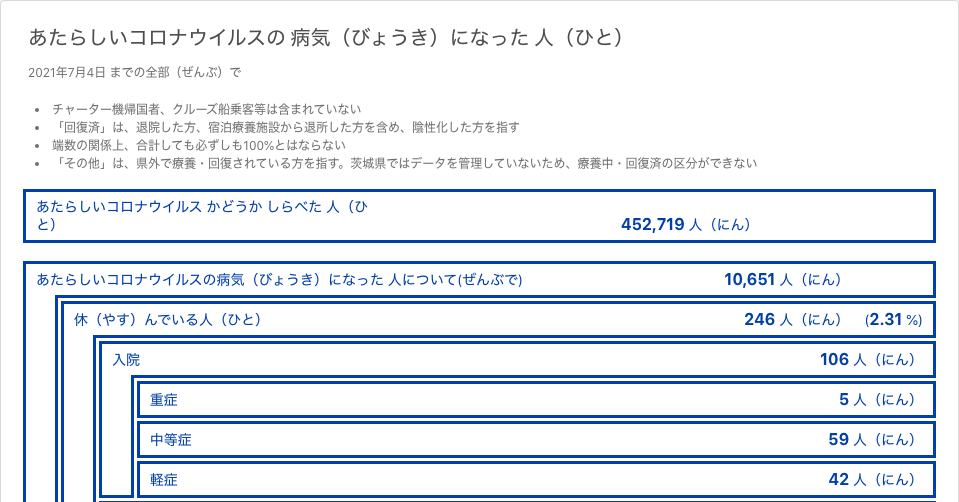 あたらしいコロナウイルスの 病気（びょうき）になった 人（ひと）
2021年7月4日 までの全部（ぜんぶ）で
• チャーター機帰国者、クルーズ船乗客等は含まれていない
• 「回復済」は、退院した方、宿泊療養施設から退所した方を含め、陰性化した方を指す
• 端数の関係上、合計しても必ずしも100%とはならない
• 「その他」は、県外で療養・回復されている方を指す。茨城県ではデータを管理していないため、療養中・回復済の区分ができない
あたらしいコロナウイルス かどうか しらべた 人（ひ
と） 452,719 人（にん）
あたらしいコロナウイルスの病気（びょうき）になった 人について(ぜんぶで) 10,651 人（にん）
休（やす）んでいる人（ひと） 246 人（にん） (2.31 %)
入院 106 人（にん）
重症 5 人（にん）
中等症 59 人（にん）
軽症 42 人（にん）